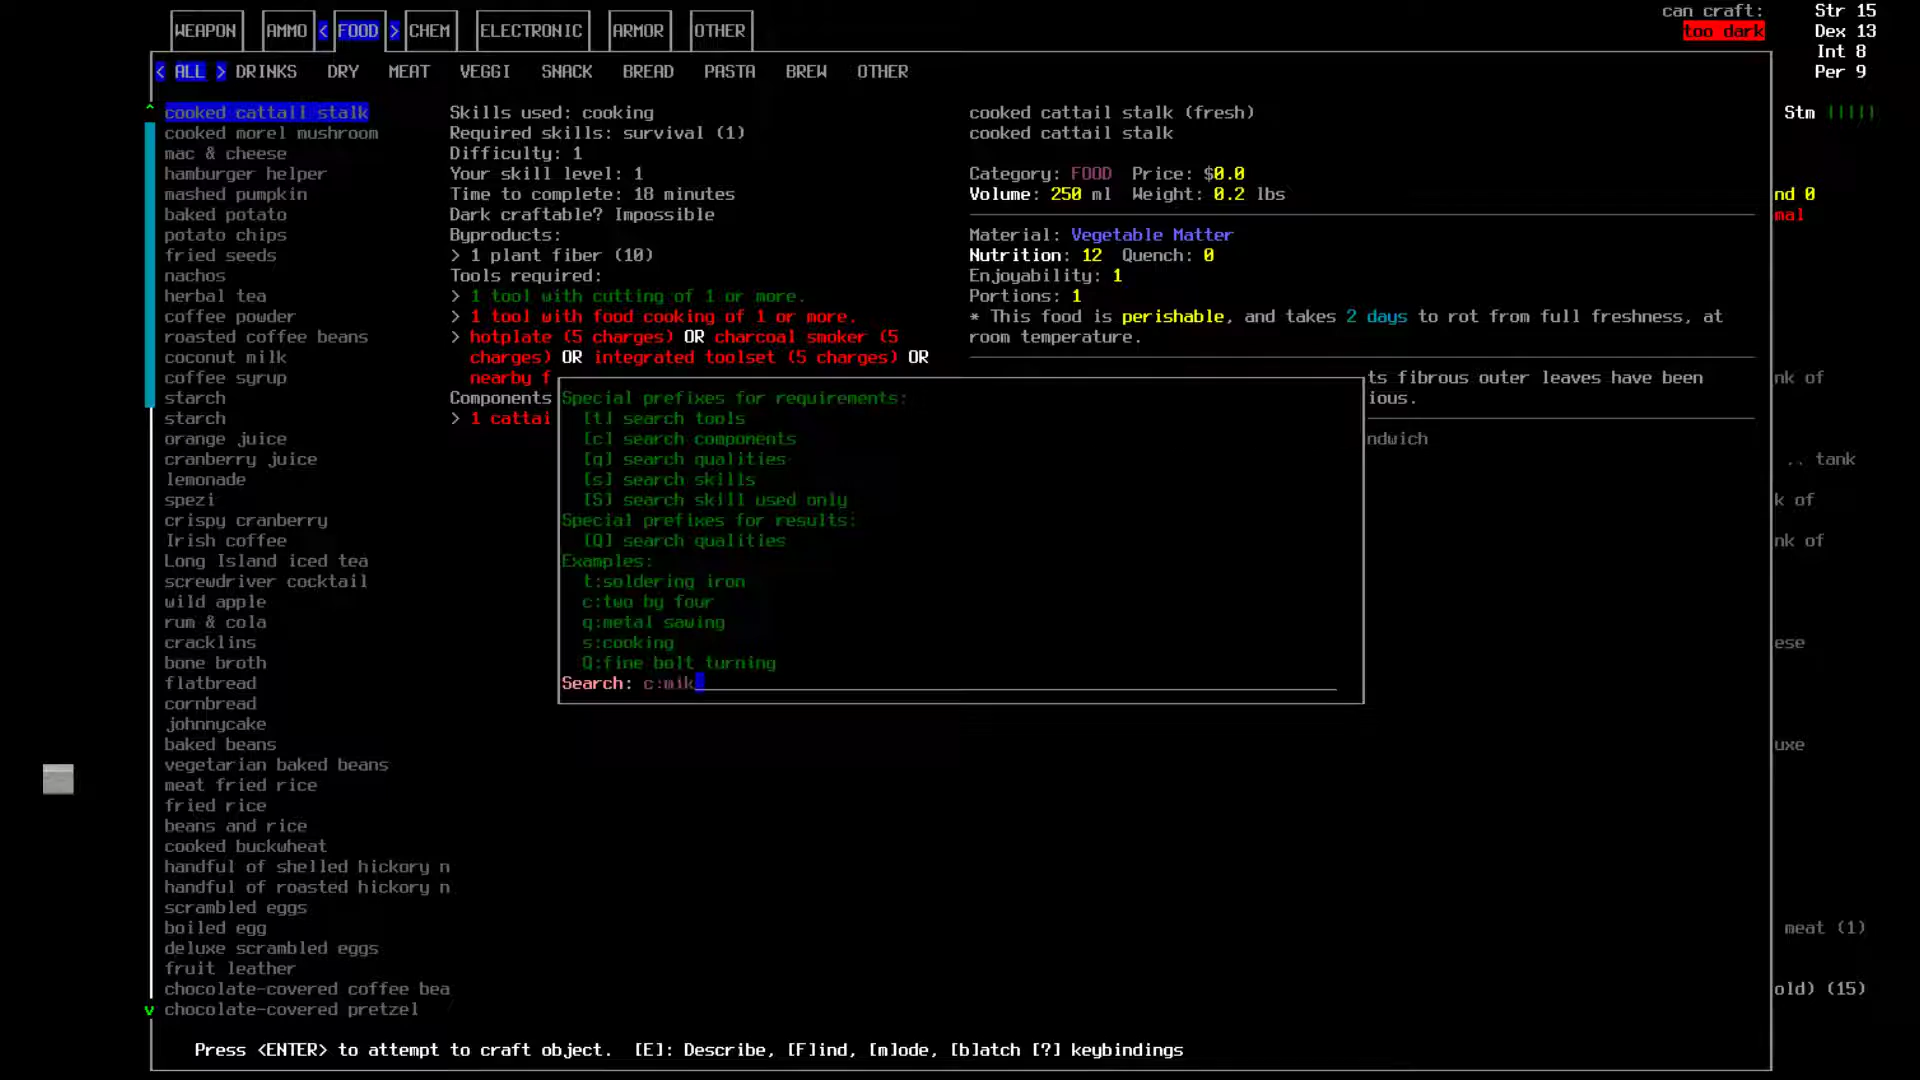 WEAPON AMMO < FOOD > CHEM ELECTRONIC ARMOR OTHER
can craft:
too dark
Str 15
Dex 13
Int 8
Per 9
< ALL > DRINKS DRY MEAT VEGGI SNACK BREAD PASTA BREW OTHER
^
cooked cattail stalk
cooked morel mushroom
mac & cheese
hamburger helper
mashed pumpkin
baked potato
potato chips
fried seeds
nachos
herbal tea
coffee powder
roasted coffee beans
coconut milk
coffee syrup
starch
starch
orange juice
cranberry juice
lemonade
spezi
crispy cranberry
Irish coffee
Long Island iced tea
screwdriver cocktail
wild apple
rum & cola
cracklins
bone broth
flatbread
cornbread
johnnycake
baked beans
vegetarian baked beans
meat fried rice
fried rice
beans and rice
cooked buckwheat
handful of shelled hickory n
handful of roasted hickory n
scrambled eggs
boiled egg
deluxe scrambled eggs
fruit leather
chocolate-covered coffee bea
v chocolate-covered pretzel
Skills used: cooking
Required skills: survival (1)
Difficulty: 1
Your skill level: 1
Time to complete: 18 minutes
Dark craftable? Impossible
Byproducts:
> 1 plant fiber (10)
Tools required:
> 1 tool with cutting of 1 or more.
> 1 tool with food cooking of 1 or more.
> hotplate (5 charges) OR charcoal smoker (5
charges) OR integrated toolset (5 charges) OR
nearby f
Components
> 1 cattai
cooked cattail stalk (fresh)
cooked cattail stalk
Category: FOOD Price: $0.0
Volume: 250 ml Weight: 0.2 lbs
Material: Vegetable Matter
Nutrition: 12 Quench: 0
Enjoyability: 1
Portions: 1
* This food is perishable, and takes 2 days to rot from full freshness, at
room temperature.
ts fibrous outer leaves have been
ious.
ndwich
Special prefixes for requirements:
[t] search tools
[c] search components
[q] search qualities
[s] search skills
[S] search skill used only
Special prefixes for results:
[Q] search qualities
Examples:
t:soldering iron
c:two by four
q:metal sawing
s:cooking
Q:fine bolt turning
Search: c:mik
Stm |||||
nd 0
mal
nk of
.. tank
k of
nk of
ese
uxe
meat (1)
old) (15)
Press <ENTER> to attempt to craft object. [E]: Describe, [F]ind, [m]ode, [b]atch [?] keybindings